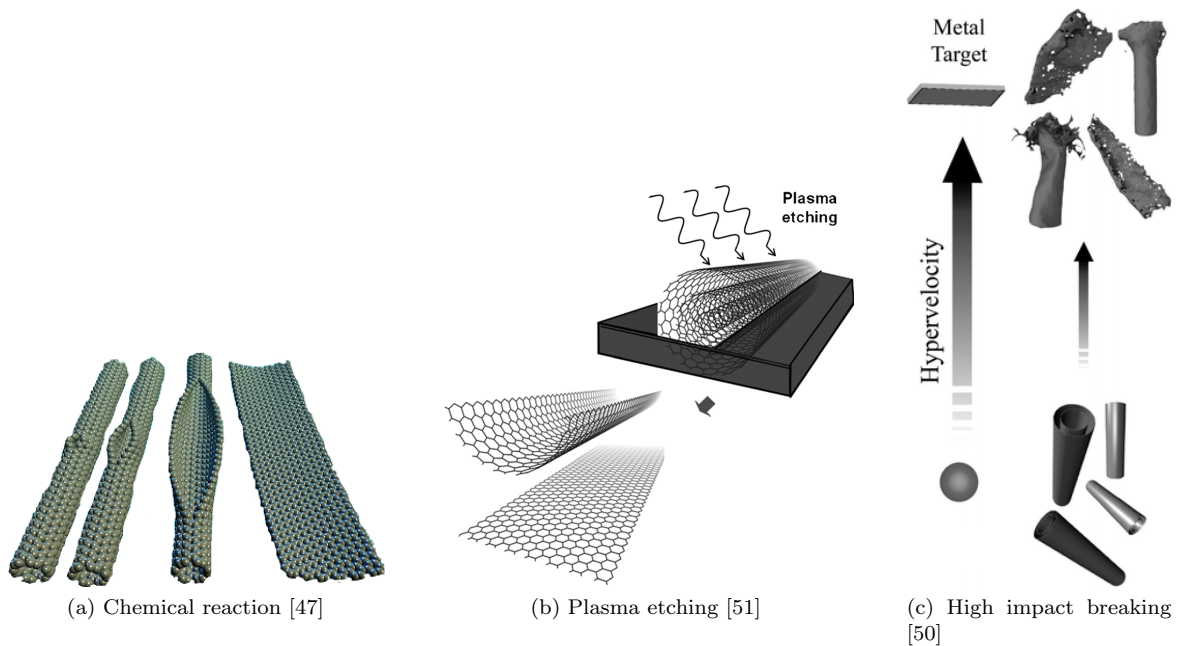 Metal
Target
Plasma
etching
Hypervelocity
(a) Chemical reaction [47]
(b) Plasma etching [51]
(c) High impact breaking
[50]